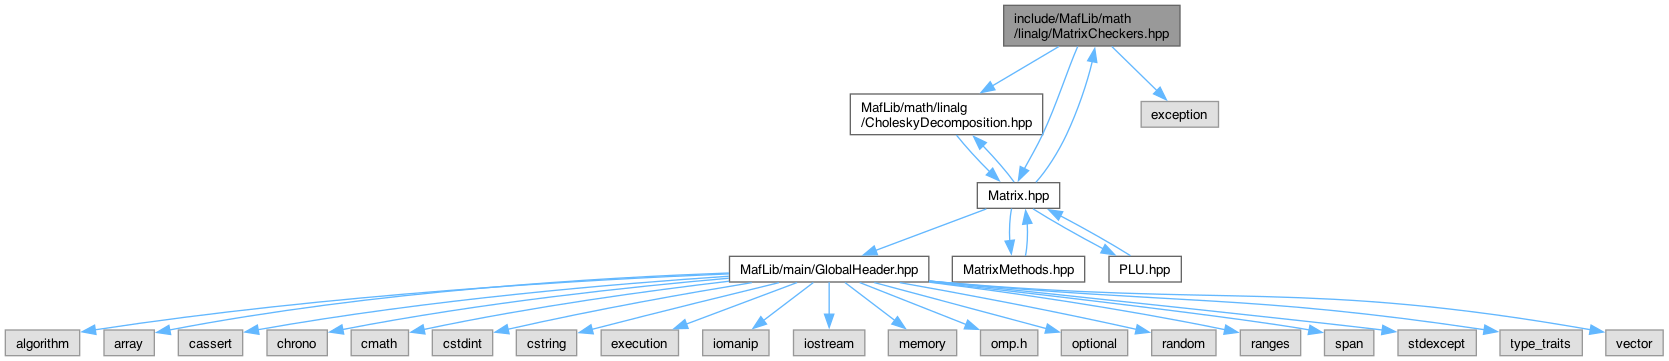 include/MafLib/math
/linalg/MatrixCheckers.hpp
MafLib/math/linalg
/CholeskyDecomposition.hpp
exception
Matrix.hpp
MafLib/main/GlobalHeader.hpp
MatrixMethods.hpp
PLU.hpp
algorithm
array
cassert
chrono
cmath
cstdint
cstring
execution
iomanip
iostream
memory
omp.h
optional
random
ranges
span
stdexcept
type_traits
vector